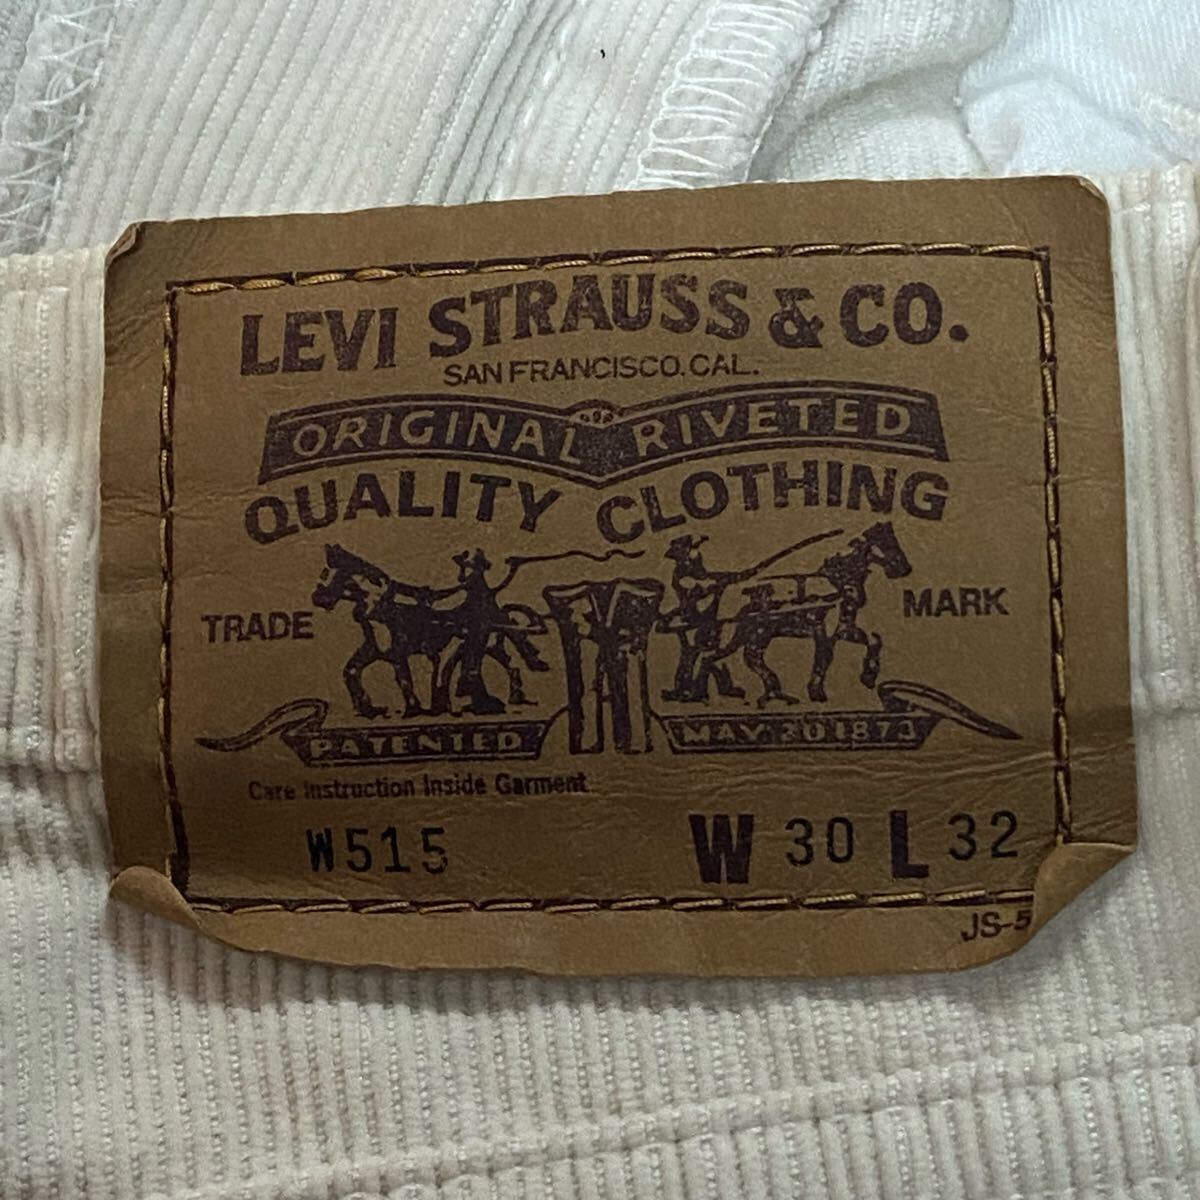 LEVI STRAUSS & CO.
SAN FRANCISCO, CAL.
ORIGINAL RIVETED
QUALITY CLOTHING
TRADE MARK
PATENTED MAY 20 1873
Care Instruction Inside Garment
W515 W 30 L 32
JS-5